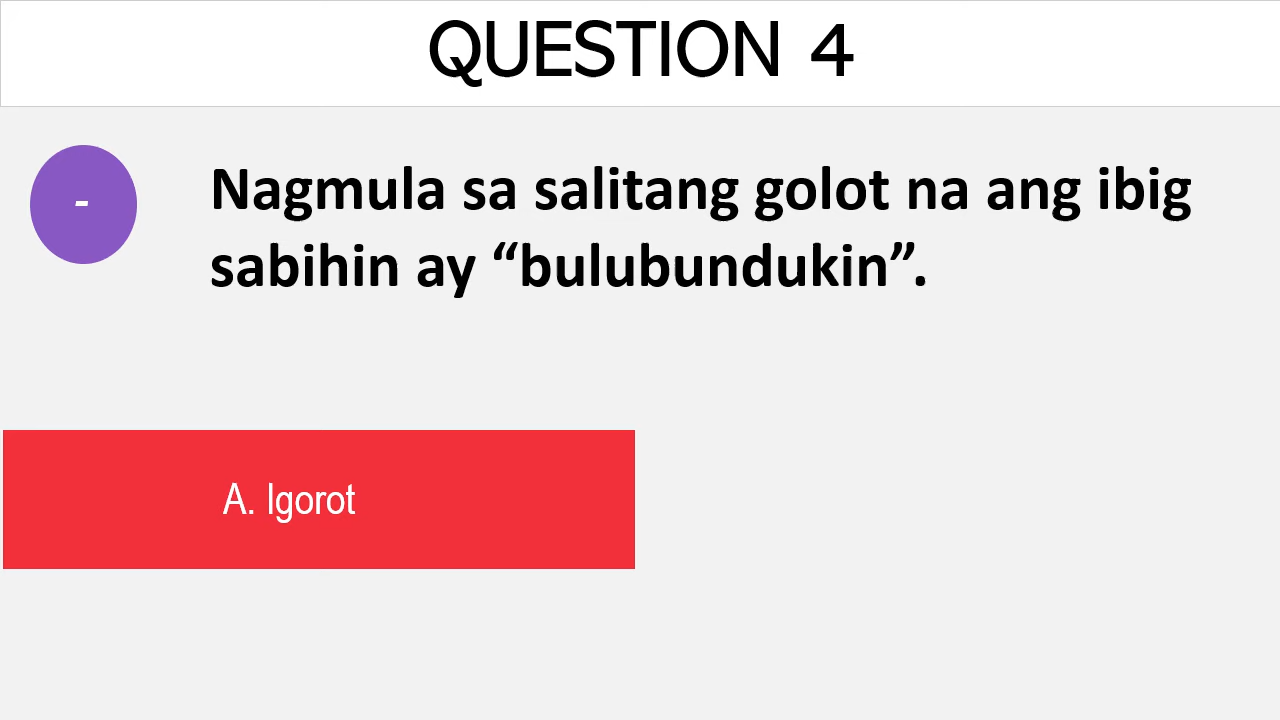 QUESTION 4
-
Nagmula sa salitang golot na ang ibig
sabihin ay “bulubundukin”.
A. Igorot